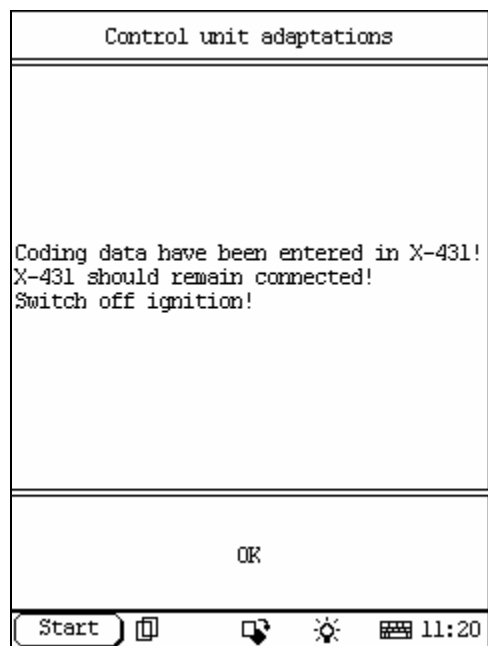 Control unit adaptations
Coding data have been entered in X-431!
X-431 should remain connected!
Switch off ignition!
OK
Start 11:20